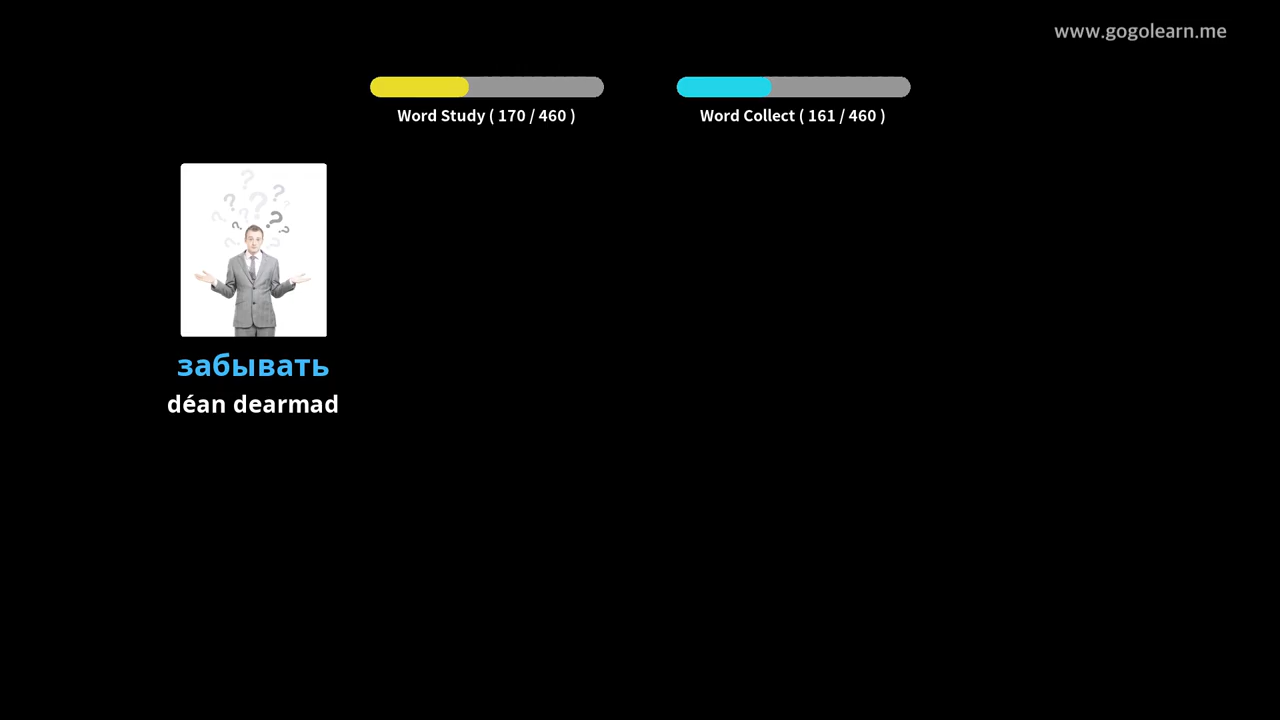 www.gogolearn.me
Word Study ( 170 / 460 )
Word Collect ( 161 / 460 )
забывать
déan dearmad